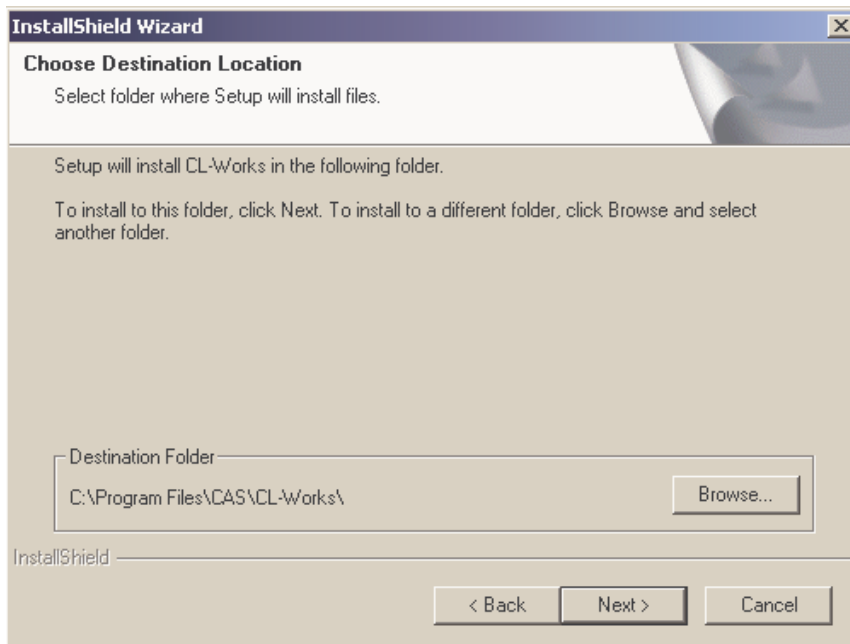 InstallShield Wizard
Choose Destination Location
Select folder where Setup will install files.
Setup will install CL-Works in the following folder.
To install to this folder, click Next. To install to a different folder, click Browse and select
another folder.
Destination Folder
C:\Program Files\CAS\CL-Works\
Browse...
InstallShield
< Back
Next >
Cancel